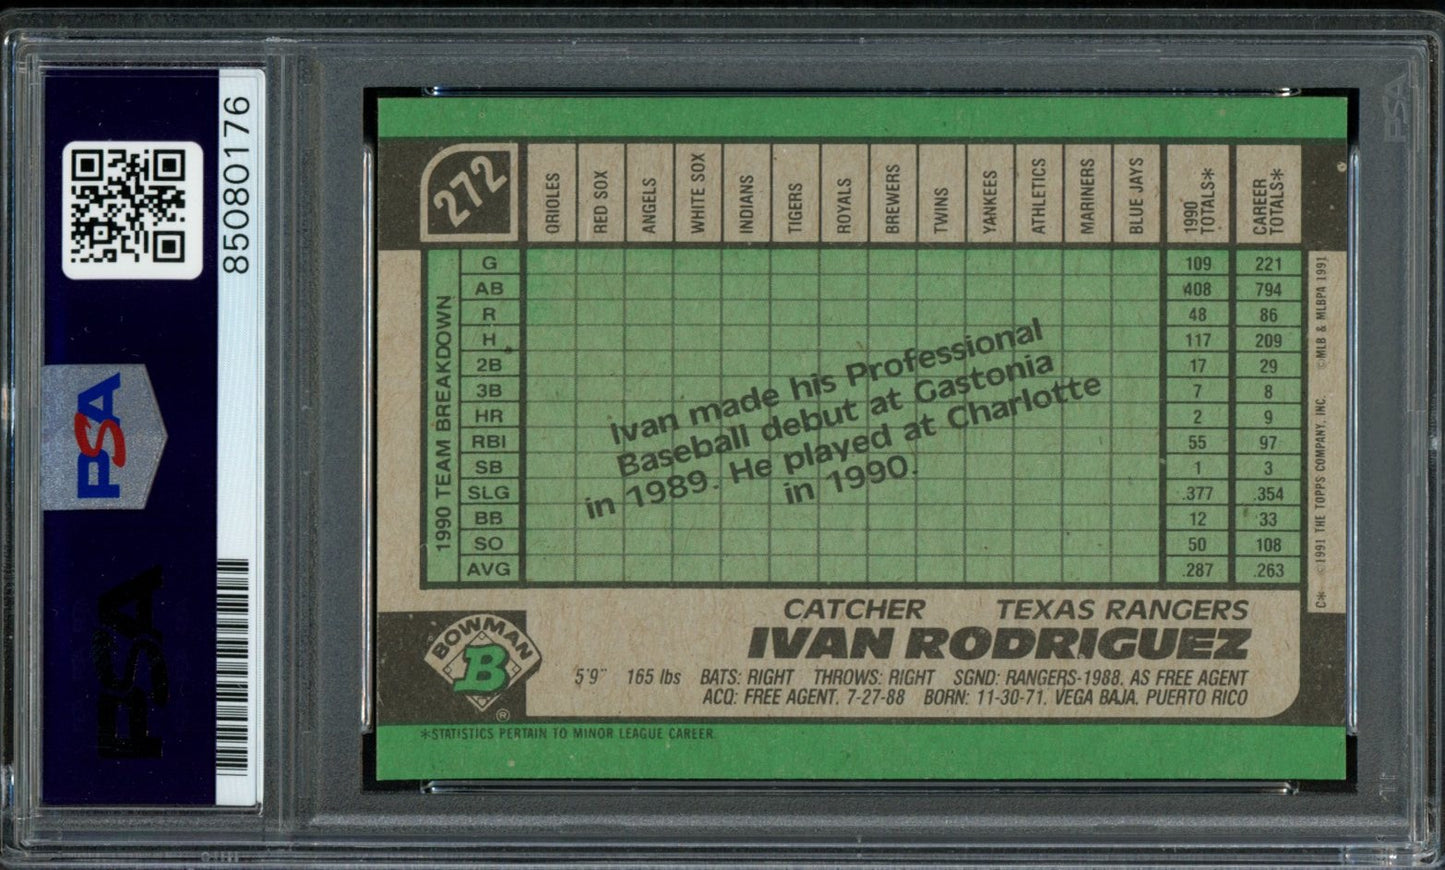 85080176
PSA
PSA
PSA
272
ORIOLES
RED SOX
ANGELS
WHITE SOX
INDIANS
TIGERS
ROYALS
BREWERS
TWINS
YANKEES
ATHLETICS
MARINERS
BLUE JAYS
1990 TOTALS*
CAREER TOTALS*
1990 TEAM BREAKDOWN
G 109 221
AB 408 794
R 48 86
H 117 209
2B 17 29
3B 7 8
HR 2 9
RBI 55 97
SB 1 3
SLG .377 .354
BB 12 33
SO 50 108
AVG .287 .263
Ivan made his Professional
Baseball debut at Gastonia
in 1989. He played at Charlotte
in 1990.
C* ©1991 THE TOPPS COMPANY, INC. ©MLB & MLBPA 1991
BOWMAN
B
®
CATCHER TEXAS RANGERS
IVAN RODRIGUEZ
5'9" 165 lbs BATS: RIGHT THROWS: RIGHT SGND: RANGERS-1988, AS FREE AGENT
ACQ: FREE AGENT, 7-27-88 BORN: 11-30-71, VEGA BAJA, PUERTO RICO
*STATISTICS PERTAIN TO MINOR LEAGUE CAREER